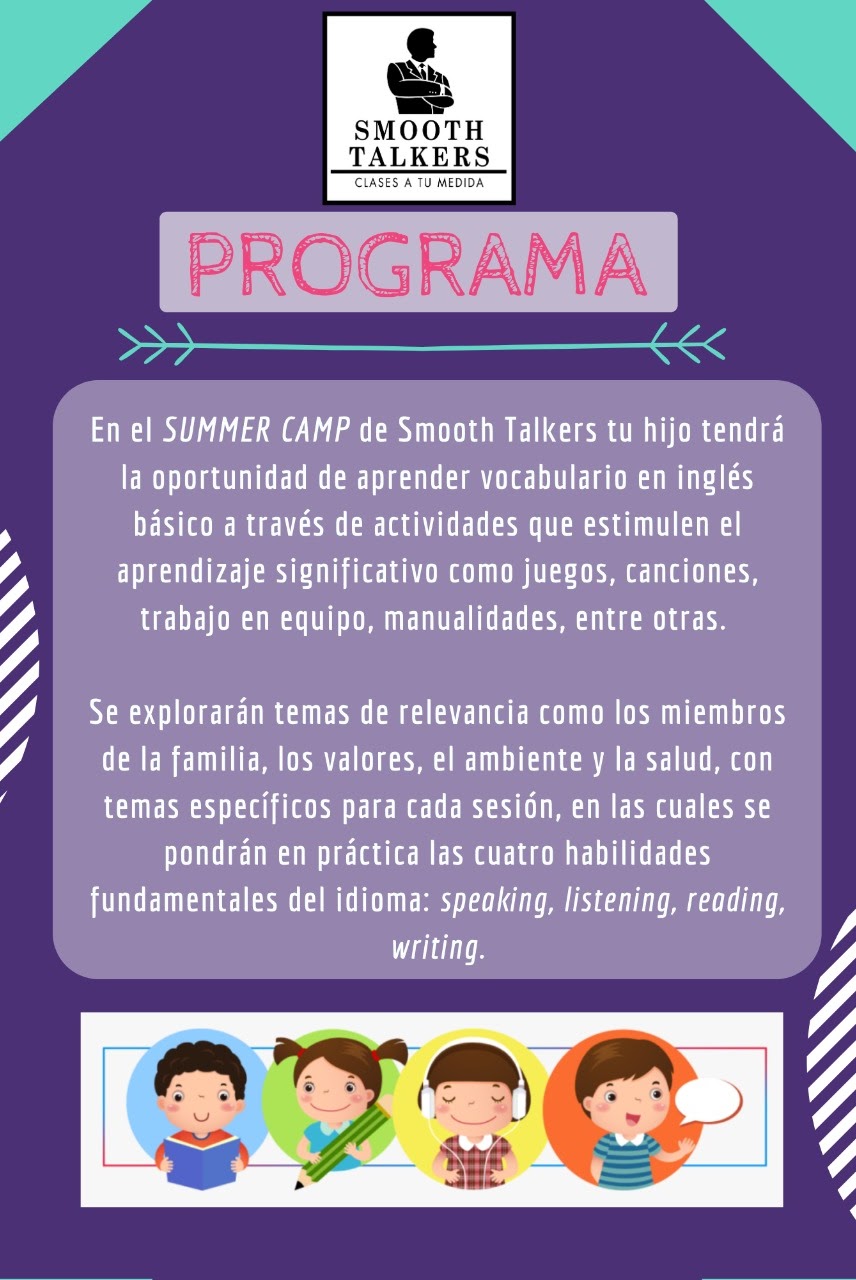 SMOOTH
TALKERS
CLASES A TU MEDIDA
PROGRAMA
En el SUMMER CAMP de Smooth Talkers tu hijo tendrá
la oportunidad de aprender vocabulario en inglés
básico a través de actividades que estimulen el
aprendizaje significativo como juegos, canciones,
trabajo en equipo, manualidades, entre otras.
Se explorarán temas de relevancia como los miembros
de la familia, los valores, el ambiente y la salud, con
temas específicos para cada sesión, en las cuales se
pondrán en práctica las cuatro habilidades
fundamentales del idioma: speaking, listening, reading,
writing.